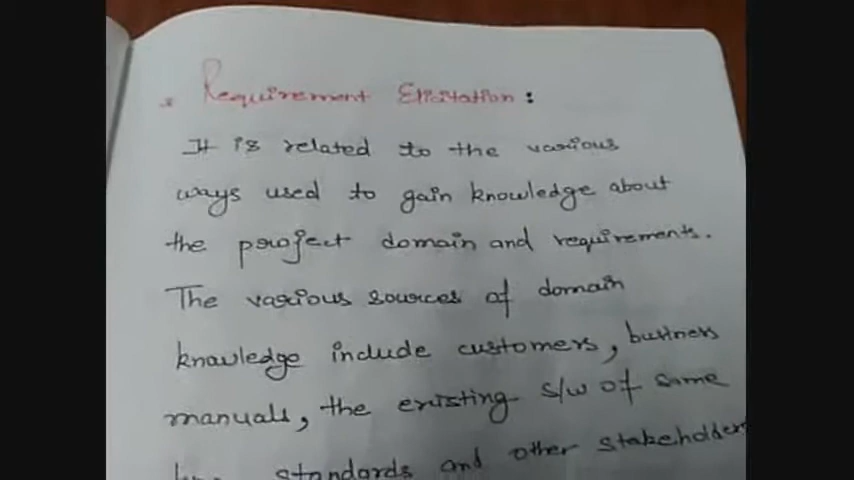 Requirement Elicitation :
It is related to the various
ways used to gain knowledge about
the project domain and requirements.
The various sources of domain
knowledge include customers, business
manuals, the existing s/w of same
standards and other stakeholders